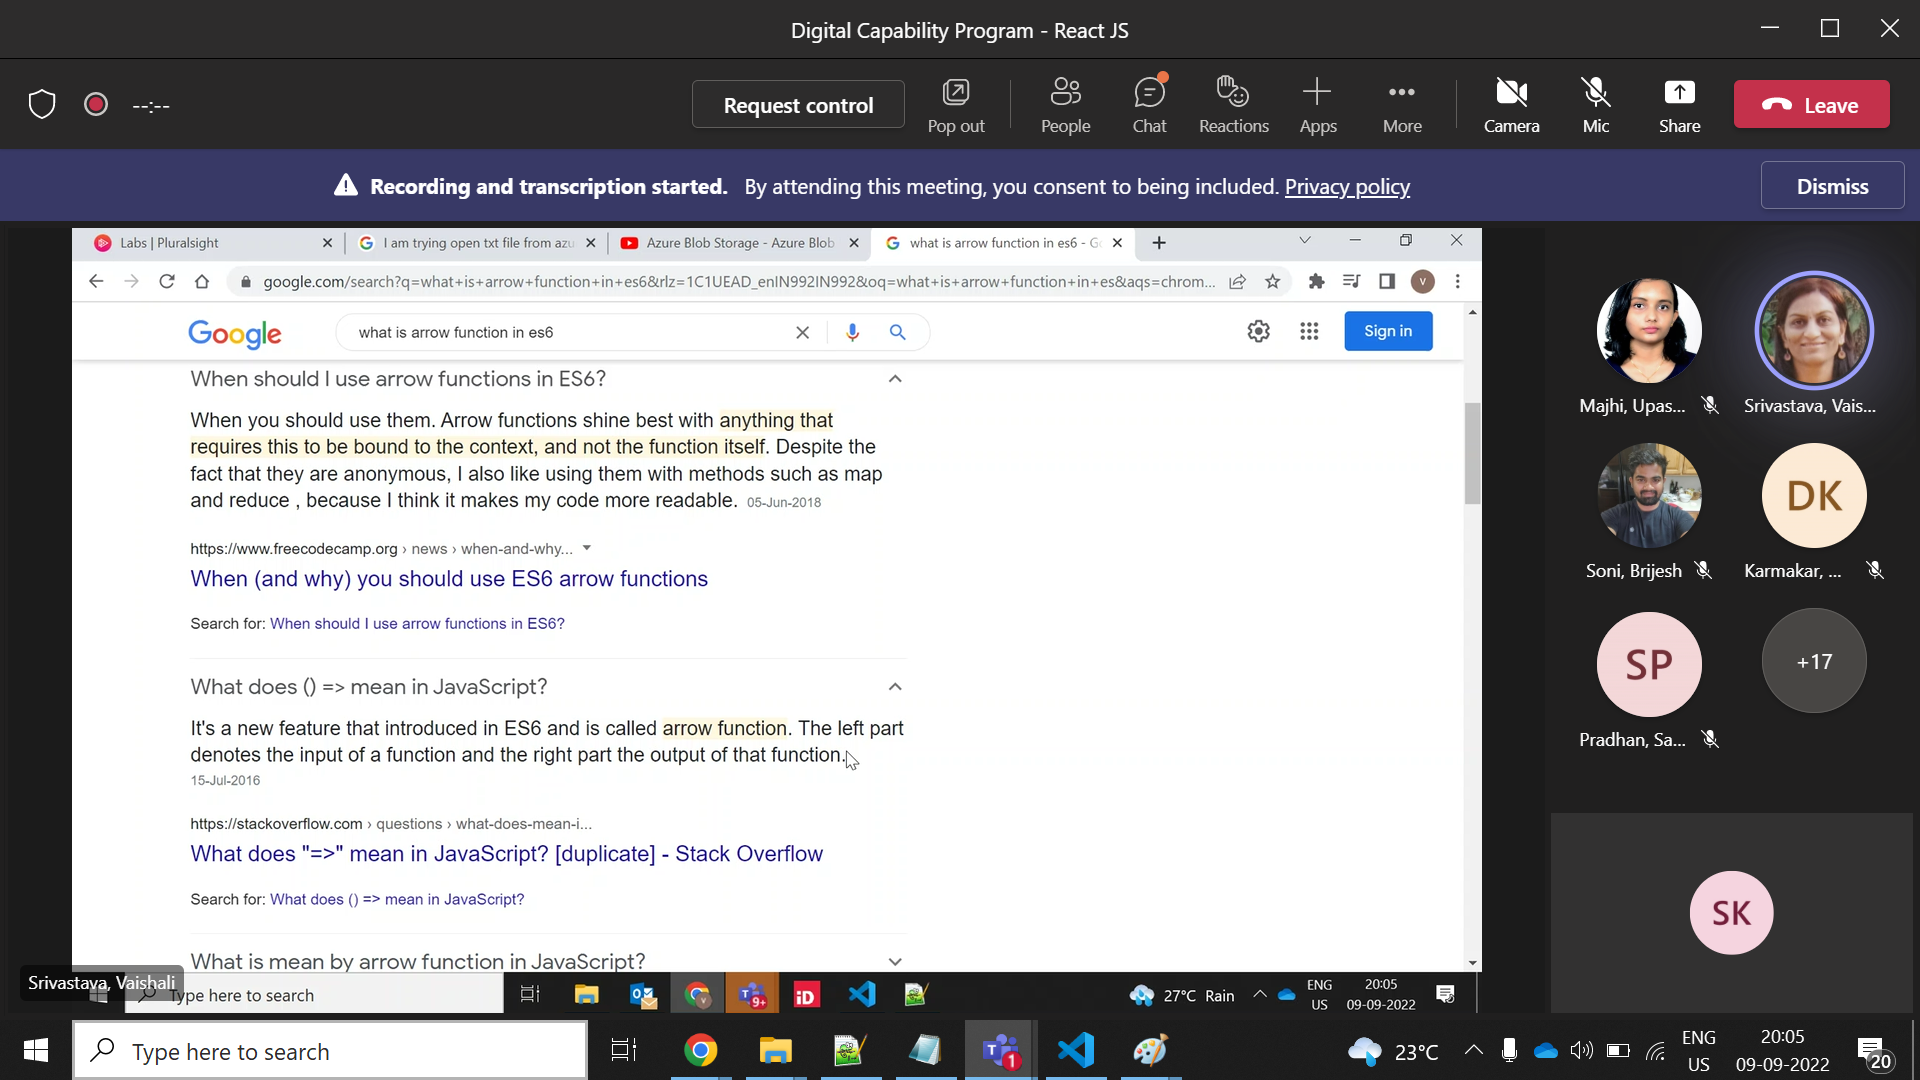 Digital Capability Program - React JS
--:--
Request control
Pop out
People
Chat
Reactions
Apps
More
Camera
Mic
Share
Leave
Recording and transcription started. By attending this meeting, you consent to being included. Privacy policy
Dismiss
Labs | Pluralsight
I am trying open txt file from azu
Azure Blob Storage - Azure Blob
what is arrow function in es6 - Go
google.com/search?q=what+is+arrow+function+in+es6&rlz=1C1UEAD_enIN992IN992&oq=what+is+arrow+function+in+es&aqs=chrom...
V
Google
what is arrow function in es6
Sign in
When should I use arrow functions in ES6?
When you should use them. Arrow functions shine best with anything that
requires this to be bound to the context, and not the function itself. Despite the
fact that they are anonymous, I also like using them with methods such as map
and reduce , because I think it makes my code more readable. 05-Jun-2018
https://www.freecodecamp.org › news › when-and-why...
When (and why) you should use ES6 arrow functions
Search for: When should I use arrow functions in ES6?
What does () => mean in JavaScript?
It's a new feature that introduced in ES6 and is called arrow function. The left part
denotes the input of a function and the right part the output of that function.
15-Jul-2016
https://stackoverflow.com › questions › what-does-mean-i...
What does "=>" mean in JavaScript? [duplicate] - Stack Overflow
Search for: What does () => mean in JavaScript?
What is mean by arrow function in JavaScript?
Majhi, Upas...
Srivastava, Vais...
Soni, Brijesh
DK
Karmakar, ...
SP
Pradhan, Sa...
+17
SK
Srivastava, Vaishali
Type here to search
9+
iD
27°C Rain
ENG
US
20:05
09-09-2022
Type here to search
1
23°C
ENG
US
20:05
09-09-2022
20